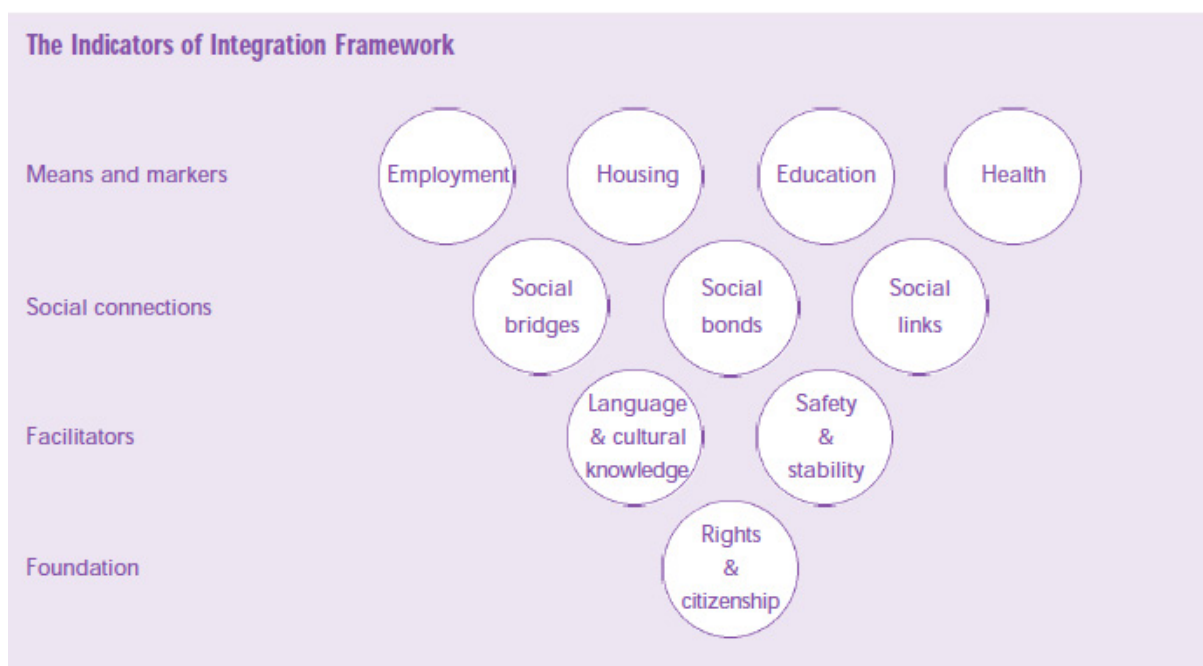 The Indicators of Integration Framework
Means and markers
Employment
Housing
Education
Health
Social connections
Social
bridges
Social
bonds
Social
links
Facilitators
Language
& cultural
knowledge
Safety
&
stability
Foundation
Rights
&
citizenship